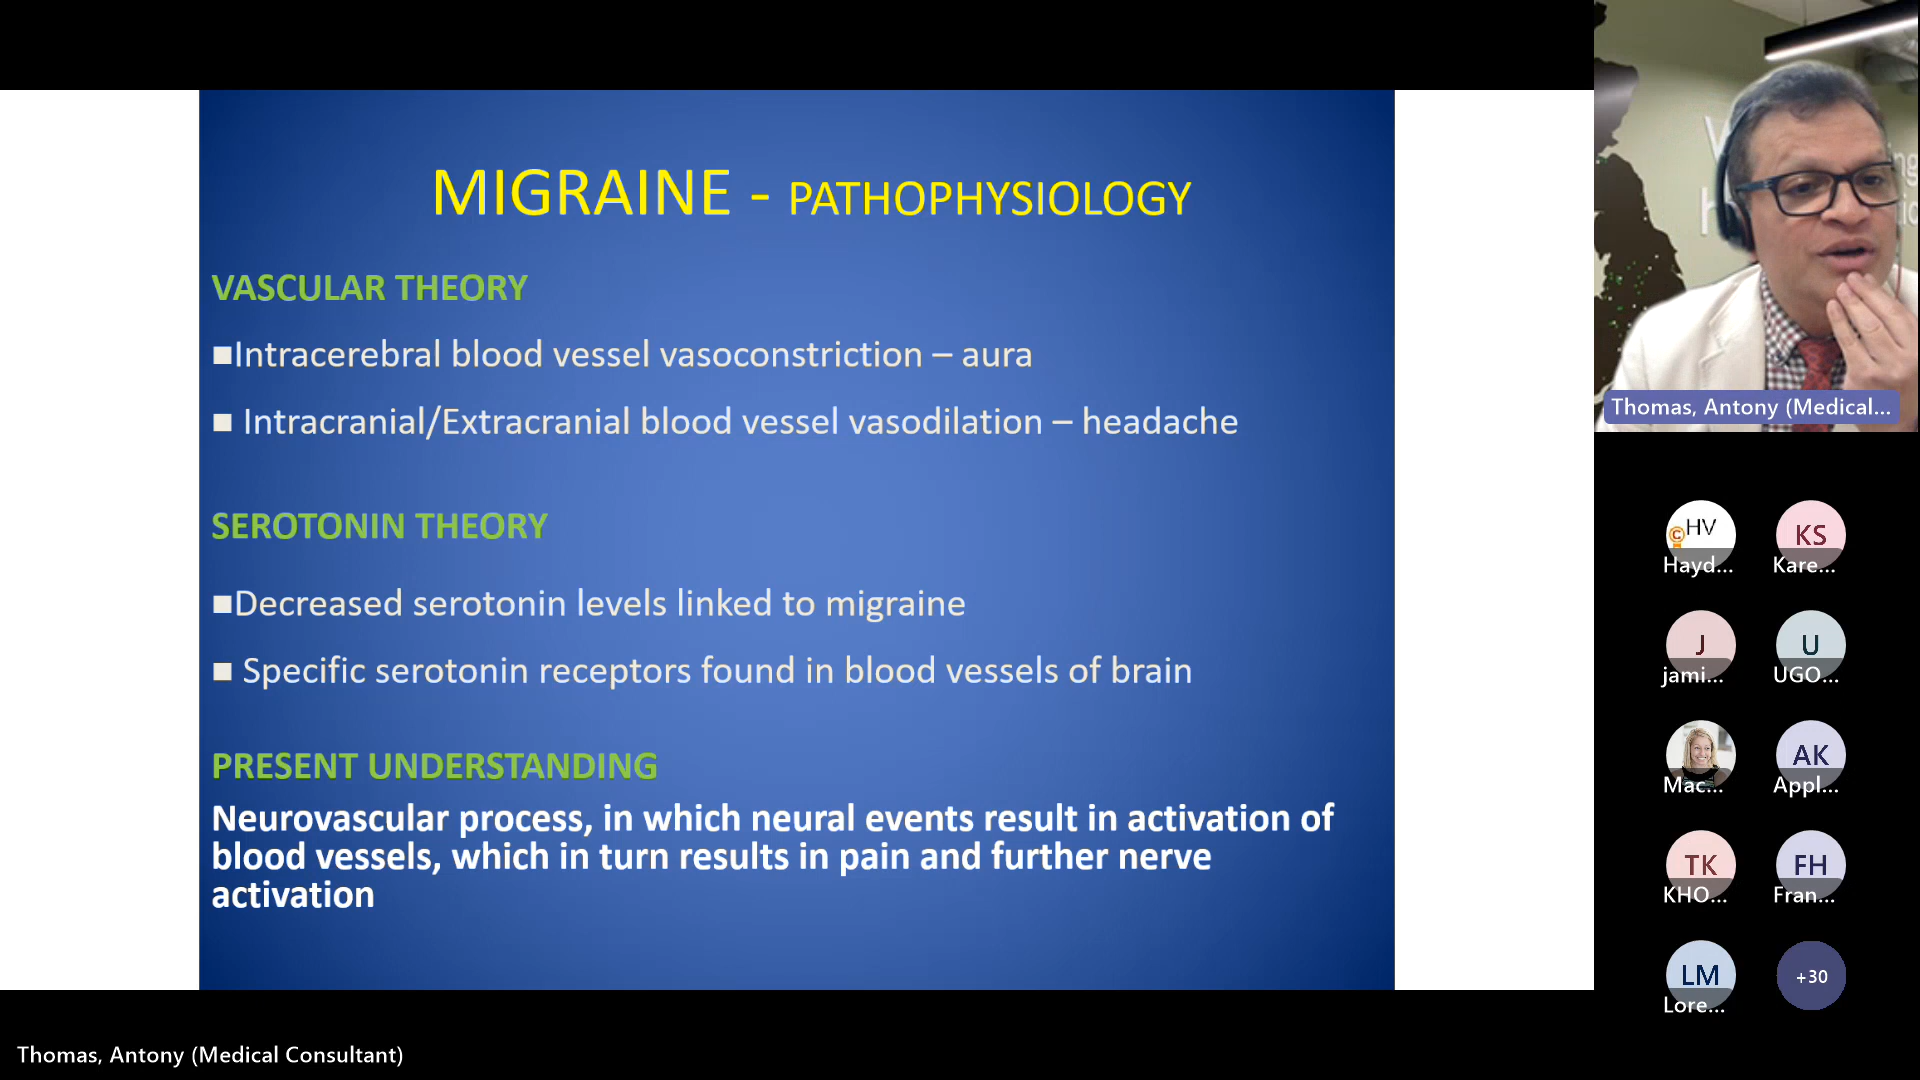 MIGRAINE - PATHOPHYSIOLOGY
VASCULAR THEORY
■Intracerebral blood vessel vasoconstriction – aura
■ Intracranial/Extracranial blood vessel vasodilation – headache
SEROTONIN THEORY
■Decreased serotonin levels linked to migraine
■ Specific serotonin receptors found in blood vessels of brain
PRESENT UNDERSTANDING
Neurovascular process, in which neural events result in activation of
blood vessels, which in turn results in pain and further nerve
activation
Thomas, Antony (Medical...
HV
KS
Hayd...
Kare...
J
U
jami...
UGO...
AK
Mac...
Appl...
TK
FH
KHO...
Fran...
LM
+30
Lore...
Thomas, Antony (Medical Consultant)